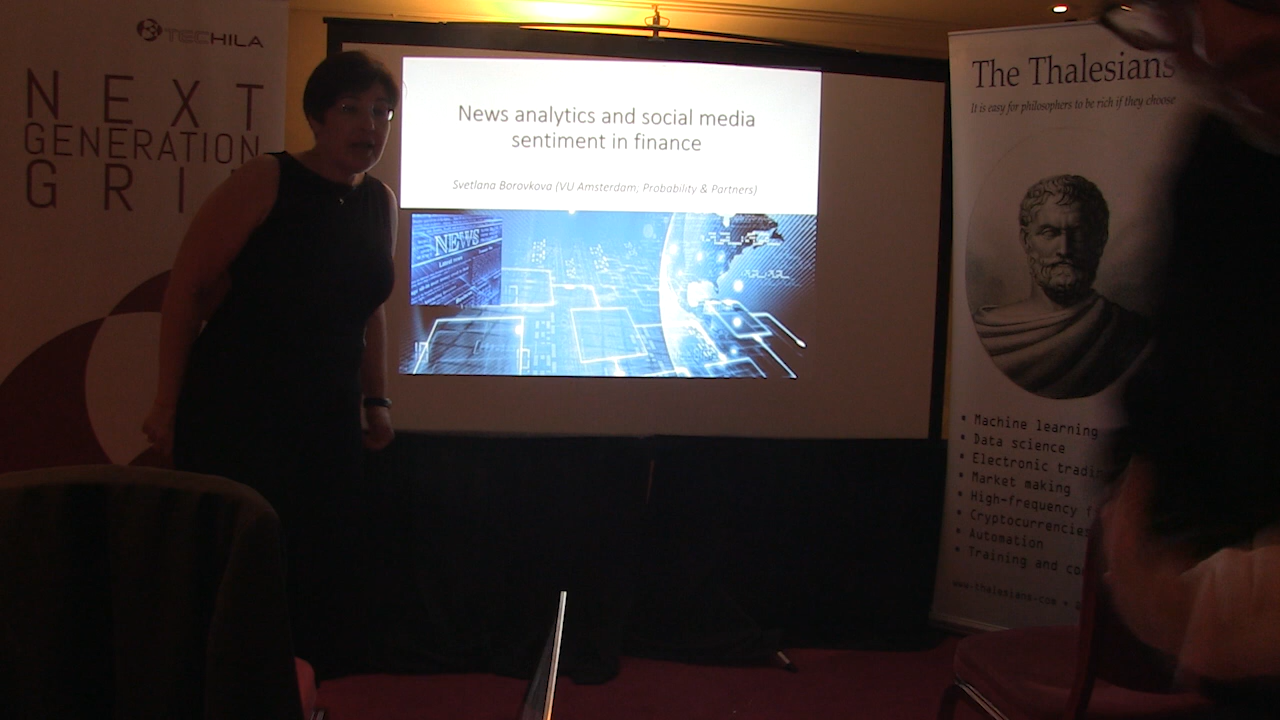 TECHILA
NEXT
GENERATION
GRI
News analytics and social media
sentiment in finance
Svetlana Borovkova (VU Amsterdam, Probability & Partners)
NEWS
Latest news
The Thalesians
It is easy for philosophers to be rich if they choose
• Machine learning
• Data science
• Electronic tradin
• Market making
• High-frequency f
• Cryptocurrencie
• Automation
• Training and co
www.thalesians.com •